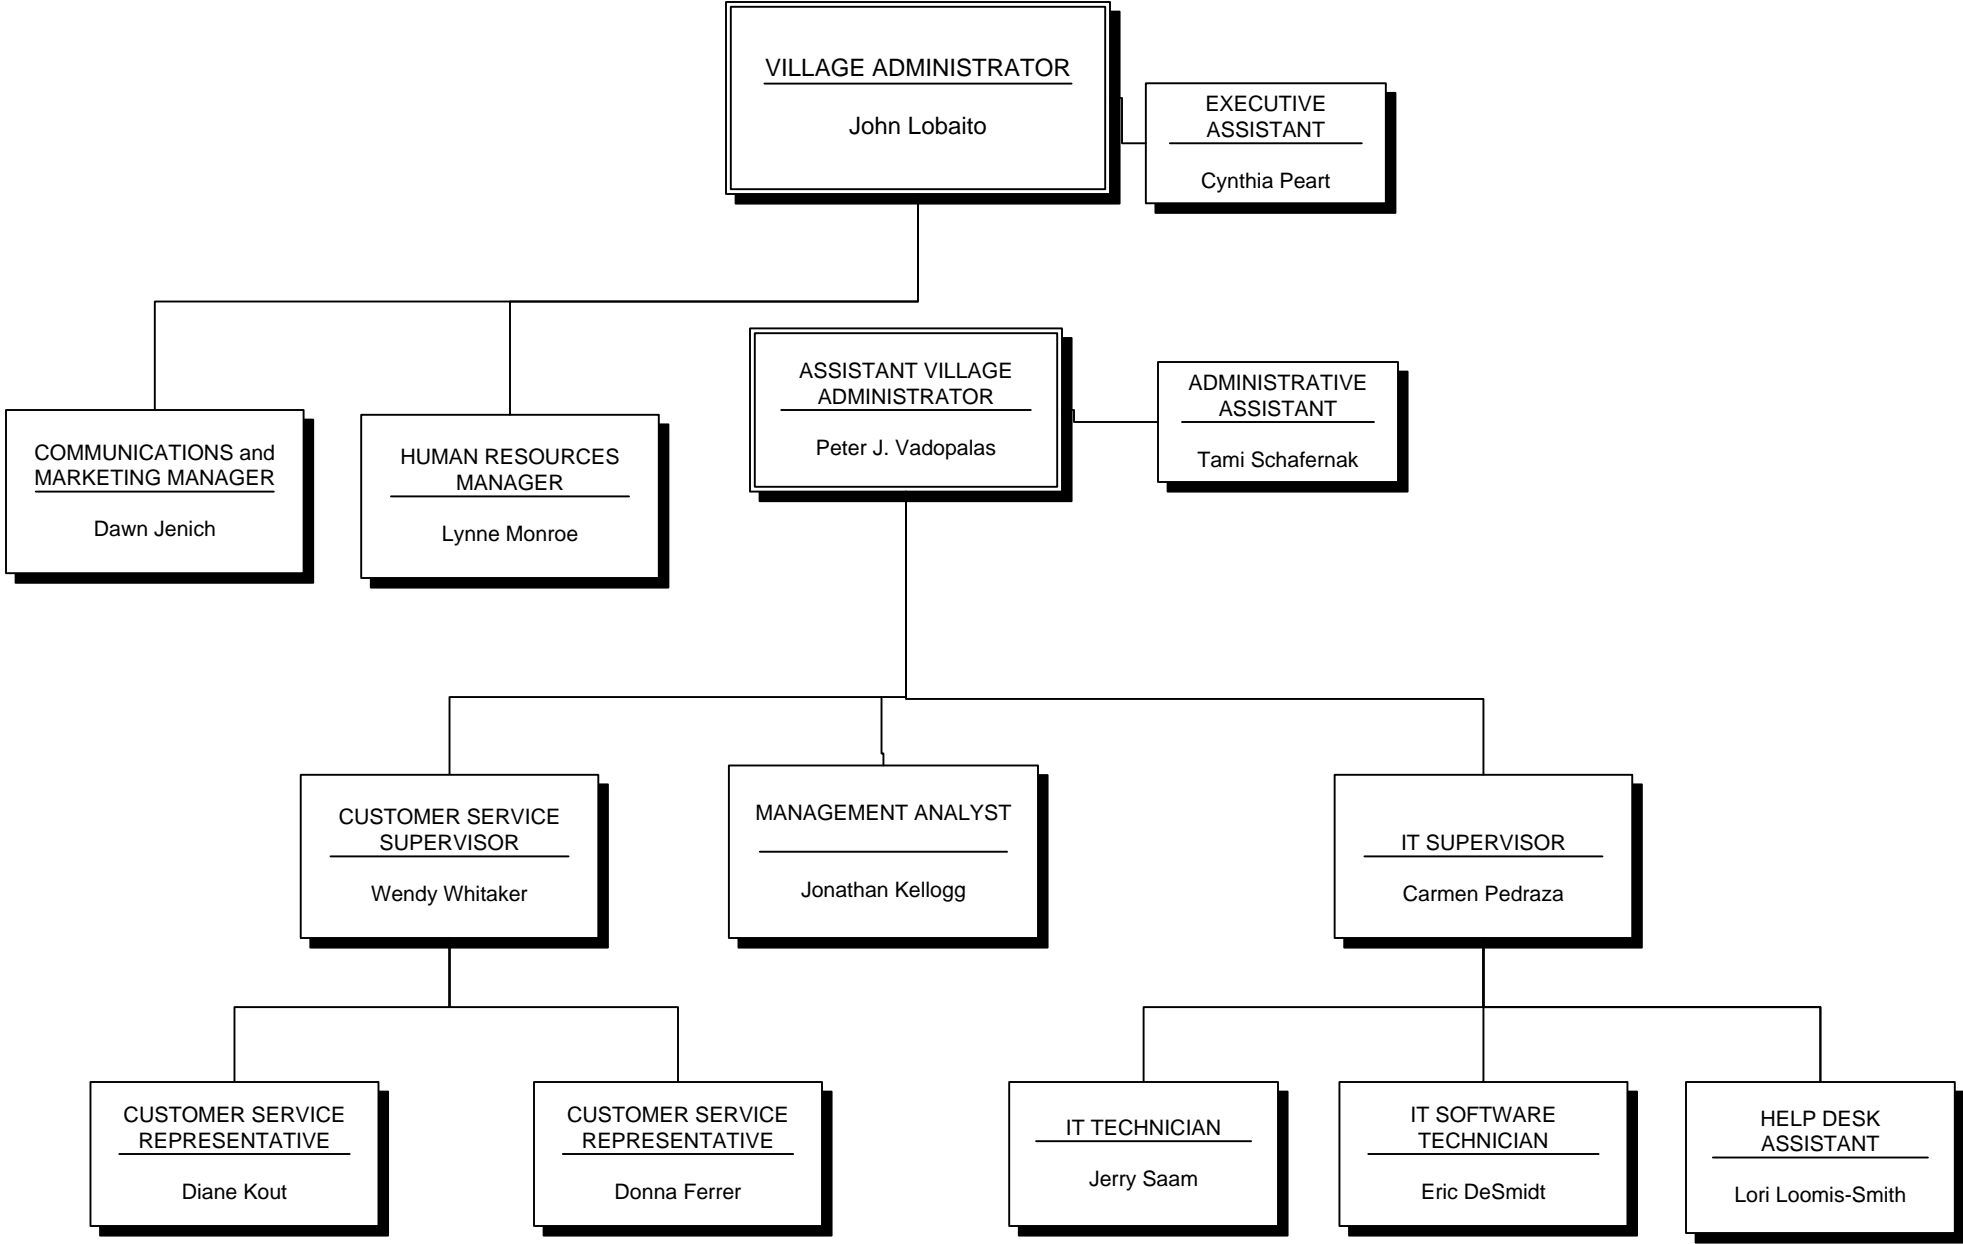 VILLAGE ADMINISTRATOR
John Lobaito
EXECUTIVE
ASSISTANT
Cynthia Peart
ASSISTANT VILLAGE
ADMINISTRATOR
Peter J. Vadopalas
ADMINISTRATIVE
ASSISTANT
Tami Schafernak
COMMUNICATIONS and
MARKETING MANAGER
Dawn Jenich
HUMAN RESOURCES
MANAGER
Lynne Monroe
CUSTOMER SERVICE
SUPERVISOR
Wendy Whitaker
MANAGEMENT ANALYST
Jonathan Kellogg
IT SUPERVISOR
Carmen Pedraza
CUSTOMER SERVICE
REPRESENTATIVE
Diane Kout
CUSTOMER SERVICE
REPRESENTATIVE
Donna Ferrer
IT TECHNICIAN
Jerry Saam
IT SOFTWARE
TECHNICIAN
Eric DeSmidt
HELP DESK
ASSISTANT
Lori Loomis-Smith